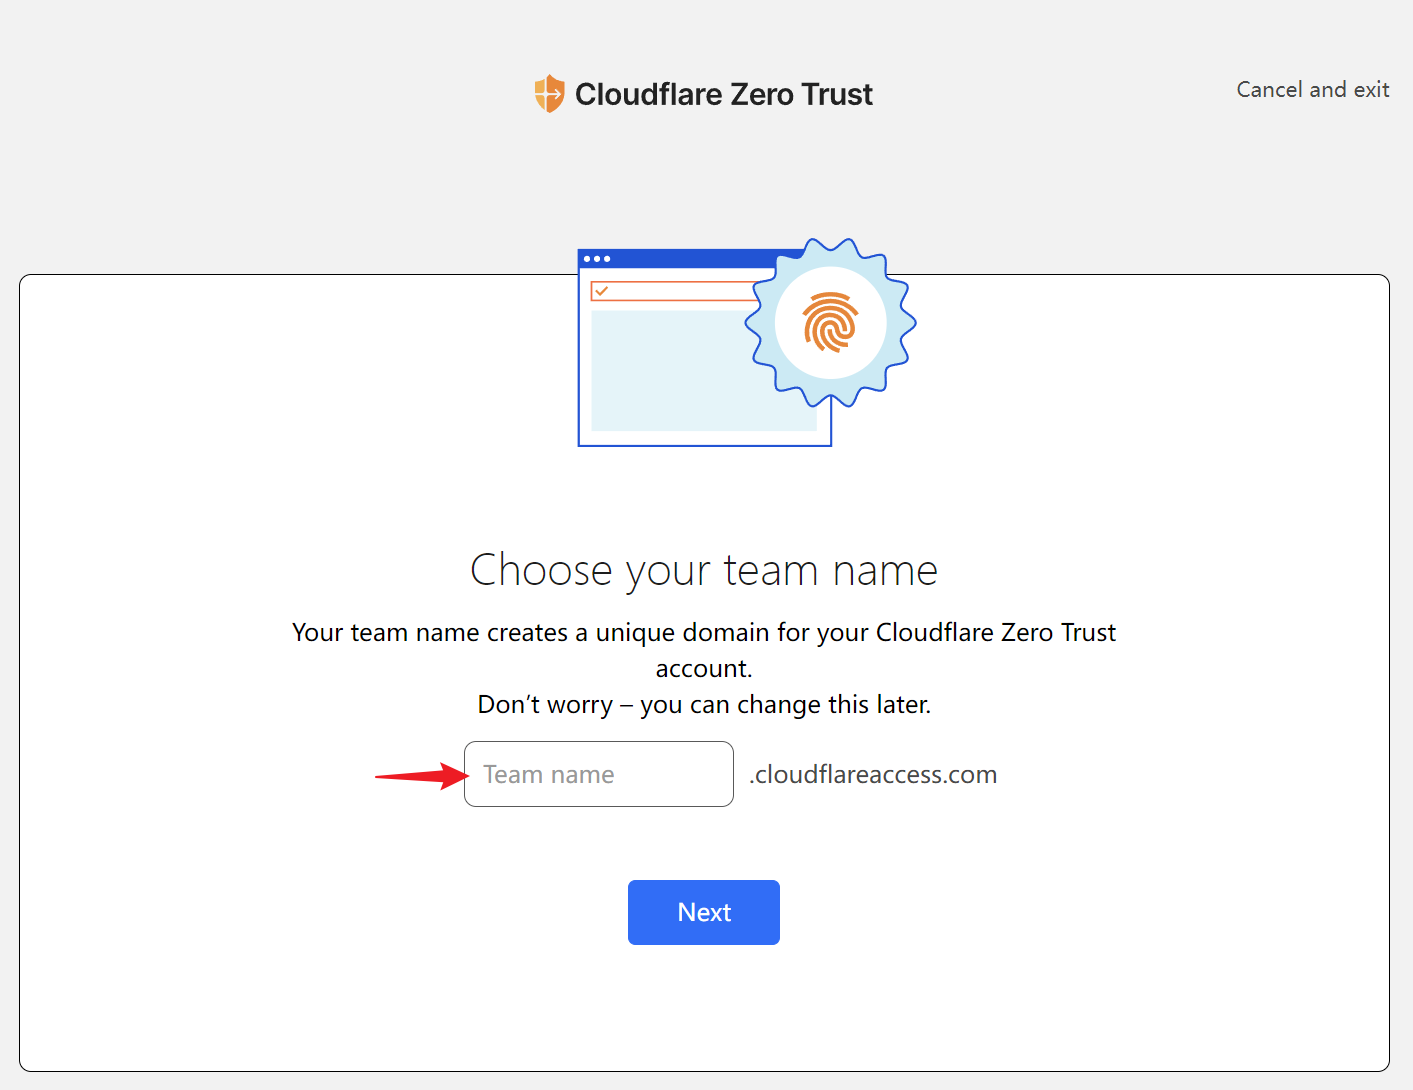 Cloudflare Zero Trust
Cancel and exit
Choose your team name
Your team name creates a unique domain for your Cloudflare Zero Trust
account.
Don’t worry – you can change this later.
Team name
.cloudflareaccess.com
Next